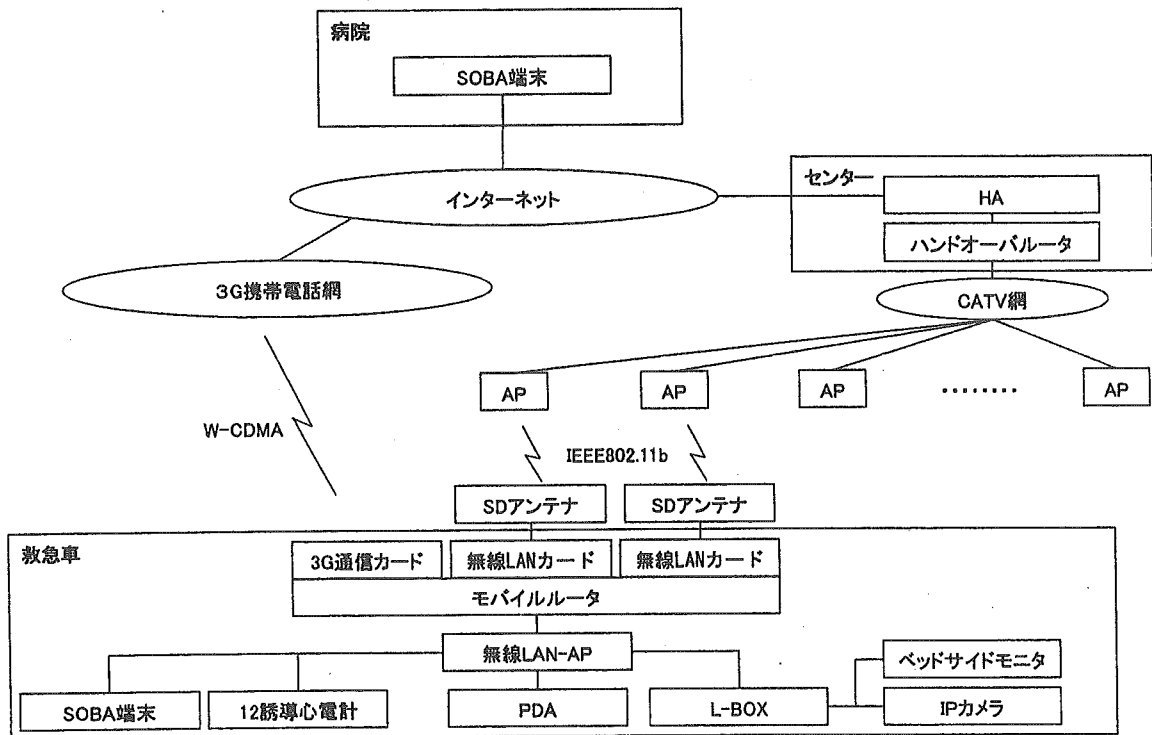 病院
SOBA端末
インターネット
センター
HA
ハンドオーバルータ
3G携帯電話網
CATV網
AP
AP
AP
........
AP
W-CDMA
IEEE802.11b
SDアンテナ
SDアンテナ
救急車
3G通信カード
無線LANカード
無線LANカード
モバイルルータ
無線LAN-AP
ベッドサイドモニタ
SOBA端末
12誘導心電計
PDA
L-BOX
IPカメラ